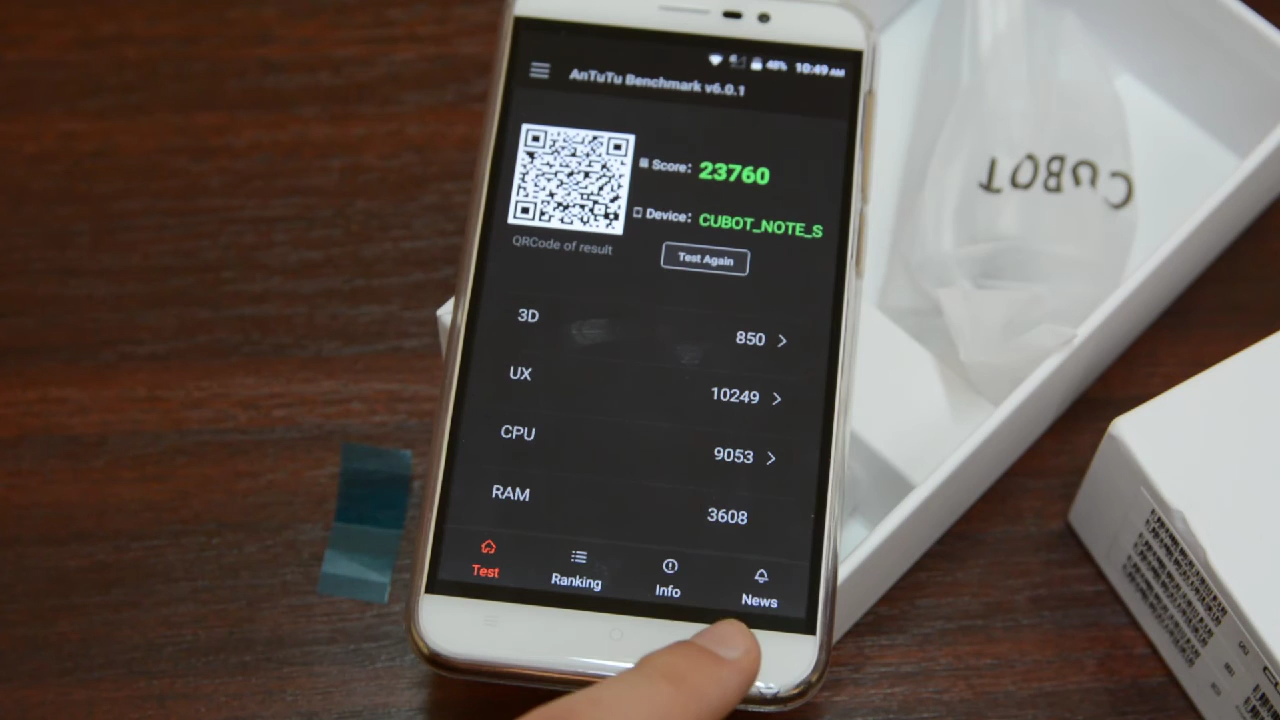 48% 10:49 AM
AnTuTu Benchmark v6.0.1
Score: 23760
Device: CUBOT_NOTE_S
QRCode of result
Test Again
3D 850
UX 10249
CPU 9053
RAM 3608
Test Ranking Info News
CUBOT